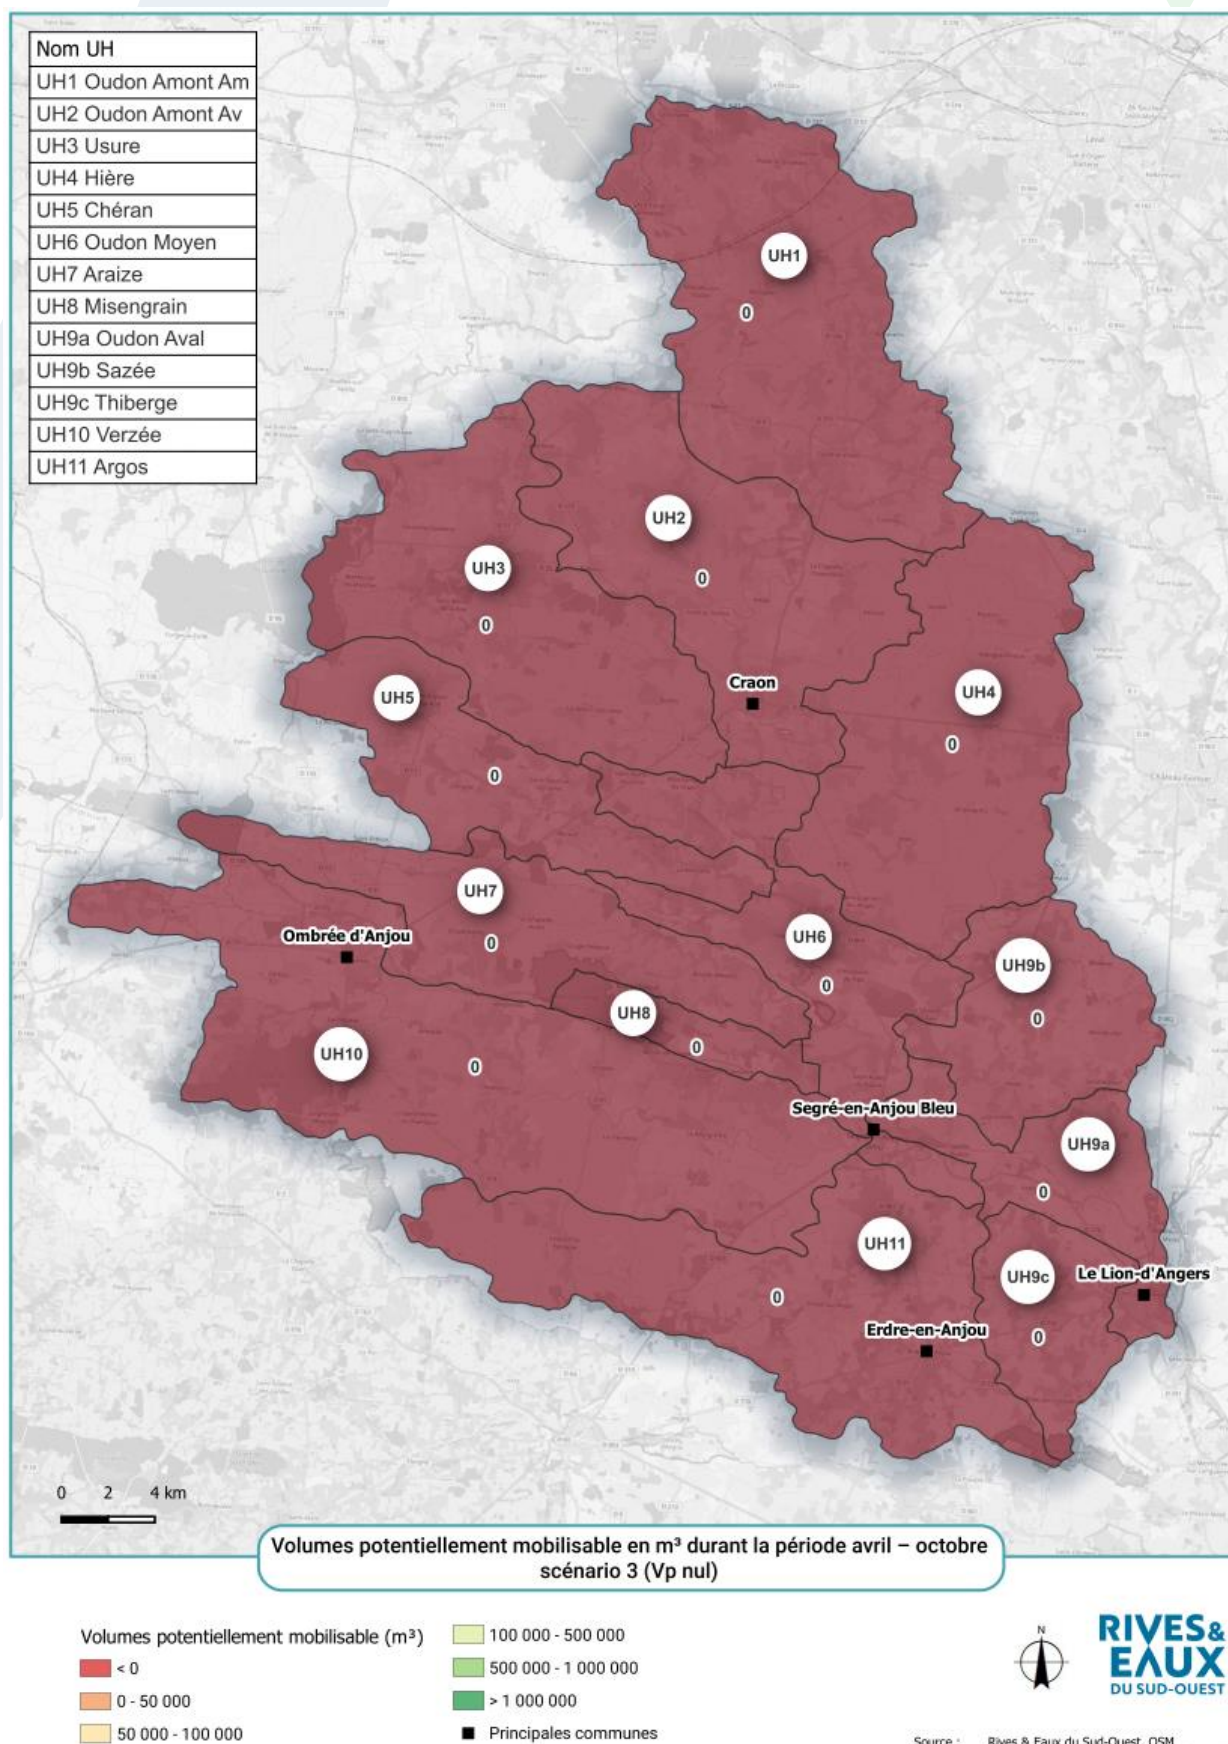 Nom UH
UH1 Oudon Amont Am
UH2 Oudon Amont Av
UH3 Usure
UH4 Hière
UH5 Chéran
UH6 Oudon Moyen
UH7 Araize
UH8 Misengrain
UH9a Oudon Aval
UH9b Sazée
UH9c Thiberge
UH10 Verzée
UH11 Argos
UH1
0
UH2
0
UH3
0
Craon
UH4
0
UH5
0
UH7
0
Ombrée d'Anjou
UH6
0
UH9b
0
UH8
0
UH10
0
Segré-en-Anjou Bleu
UH9a
0
UH11
0
UH9c
0
Le Lion-d'Angers
Erdre-en-Anjou
0 2 4 km
Volumes potentiellement mobilisable en m³ durant la période avril – octobre
scénario 3 (Vp nul)
Volumes potentiellement mobilisable (m³)
< 0
0 - 50 000
50 000 - 100 000
100 000 - 500 000
500 000 - 1 000 000
> 1 000 000
Principales communes
N
RIVES&
EAUX
DU SUD-OUEST
Source : Rives & Eaux du Sud-Ouest, OSM